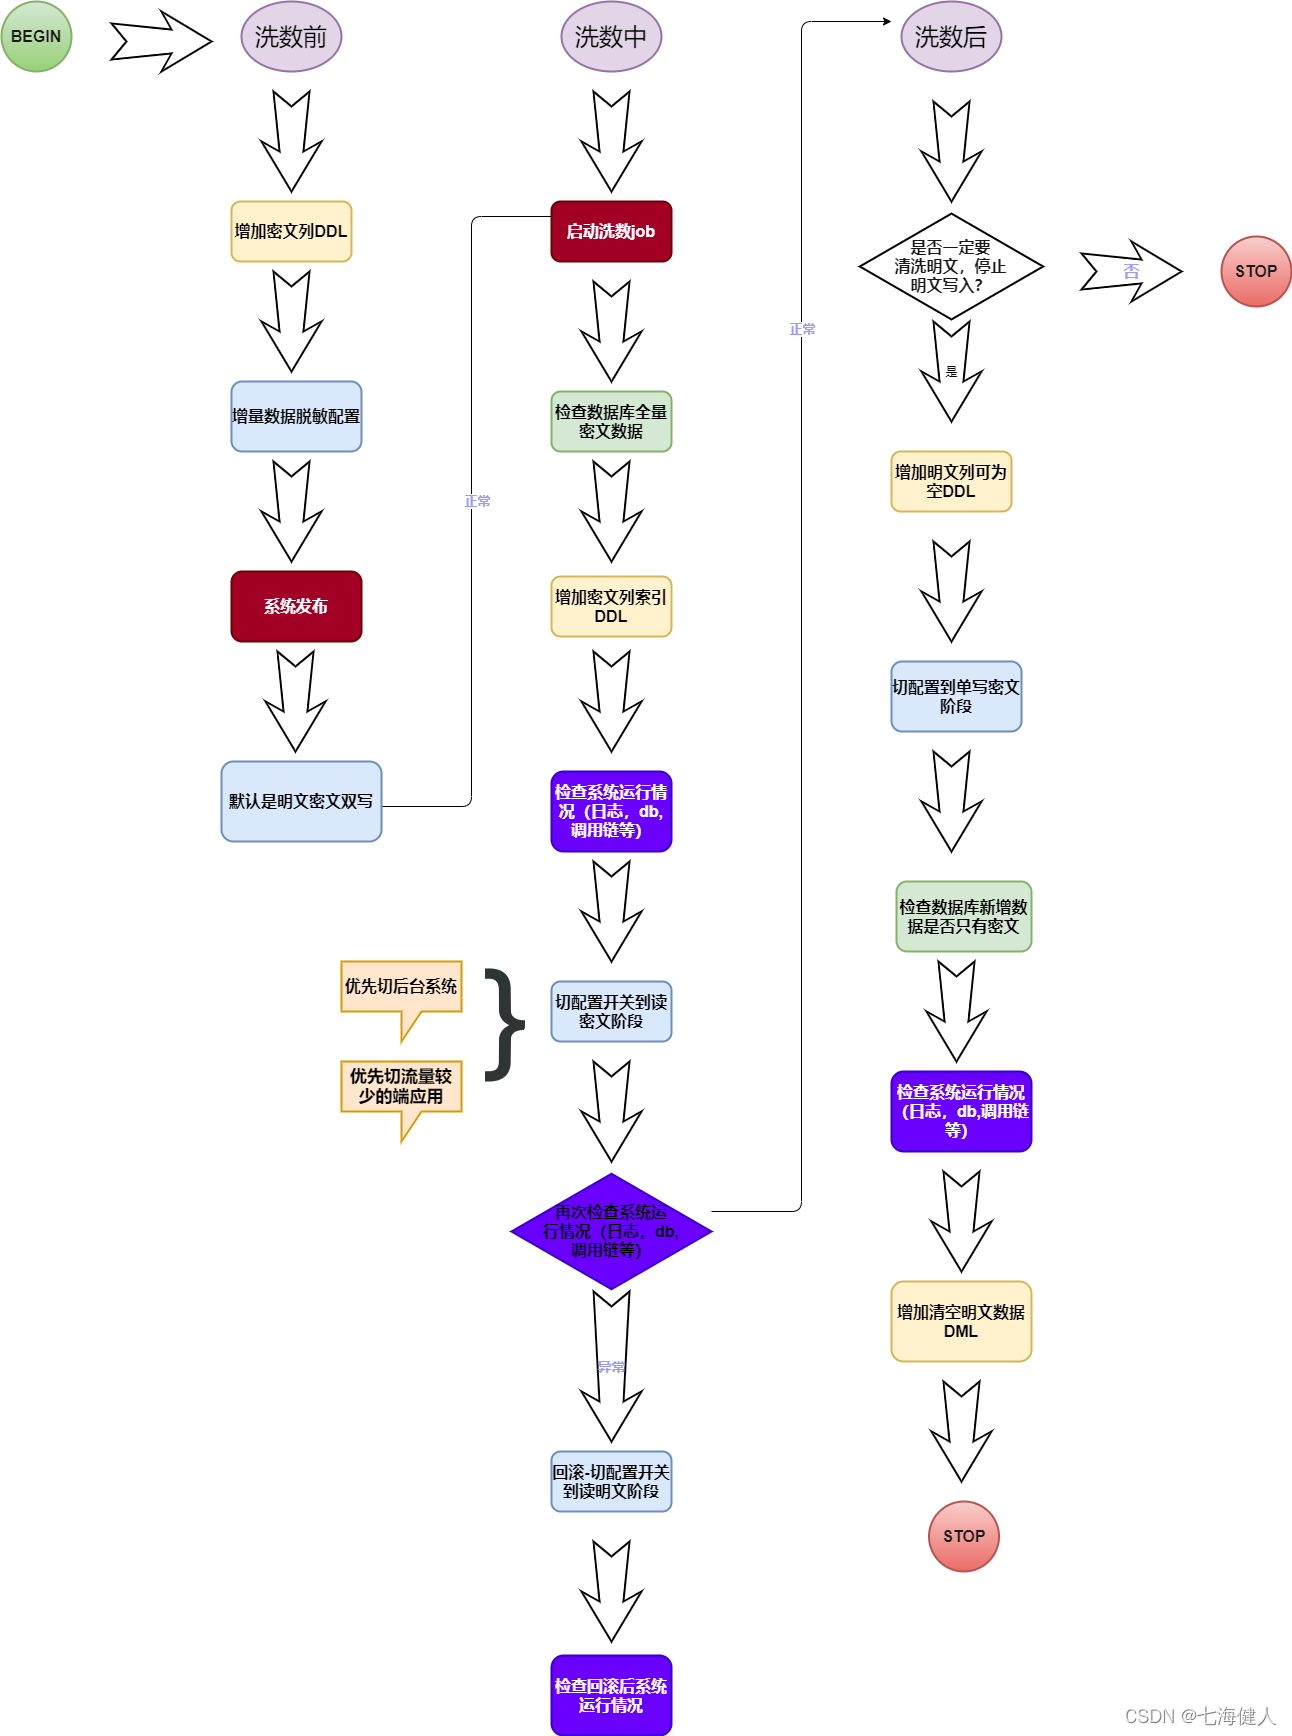 BEGIN
洗数前
增加密文列DDL
增量数据脱敏配置
系统发布
默认是明文密文双写
正常
洗数中
启动洗数job
检查数据库全量
密文数据
增加密文列索引
DDL
检查系统运行情
况（日志，db,
调用链等）
优先切后台系统
优先切流量较
少的端应用
}
切配置开关到读
密文阶段
再次检查系统运
行情况（日志，db,
调用链等）
异常
回滚-切配置开关
到读明文阶段
检查回滚后系统
运行情况
正常
洗数后
是否一定要
清洗明文，停止
明文写入？
否
STOP
是
增加明文列可为
空DDL
切配置到单写密文
阶段
检查数据库新增数
据是否只有密文
检查系统运行情况
（日志，db,调用链
等）
增加清空明文数据
DML
STOP
CSDN @七海健人